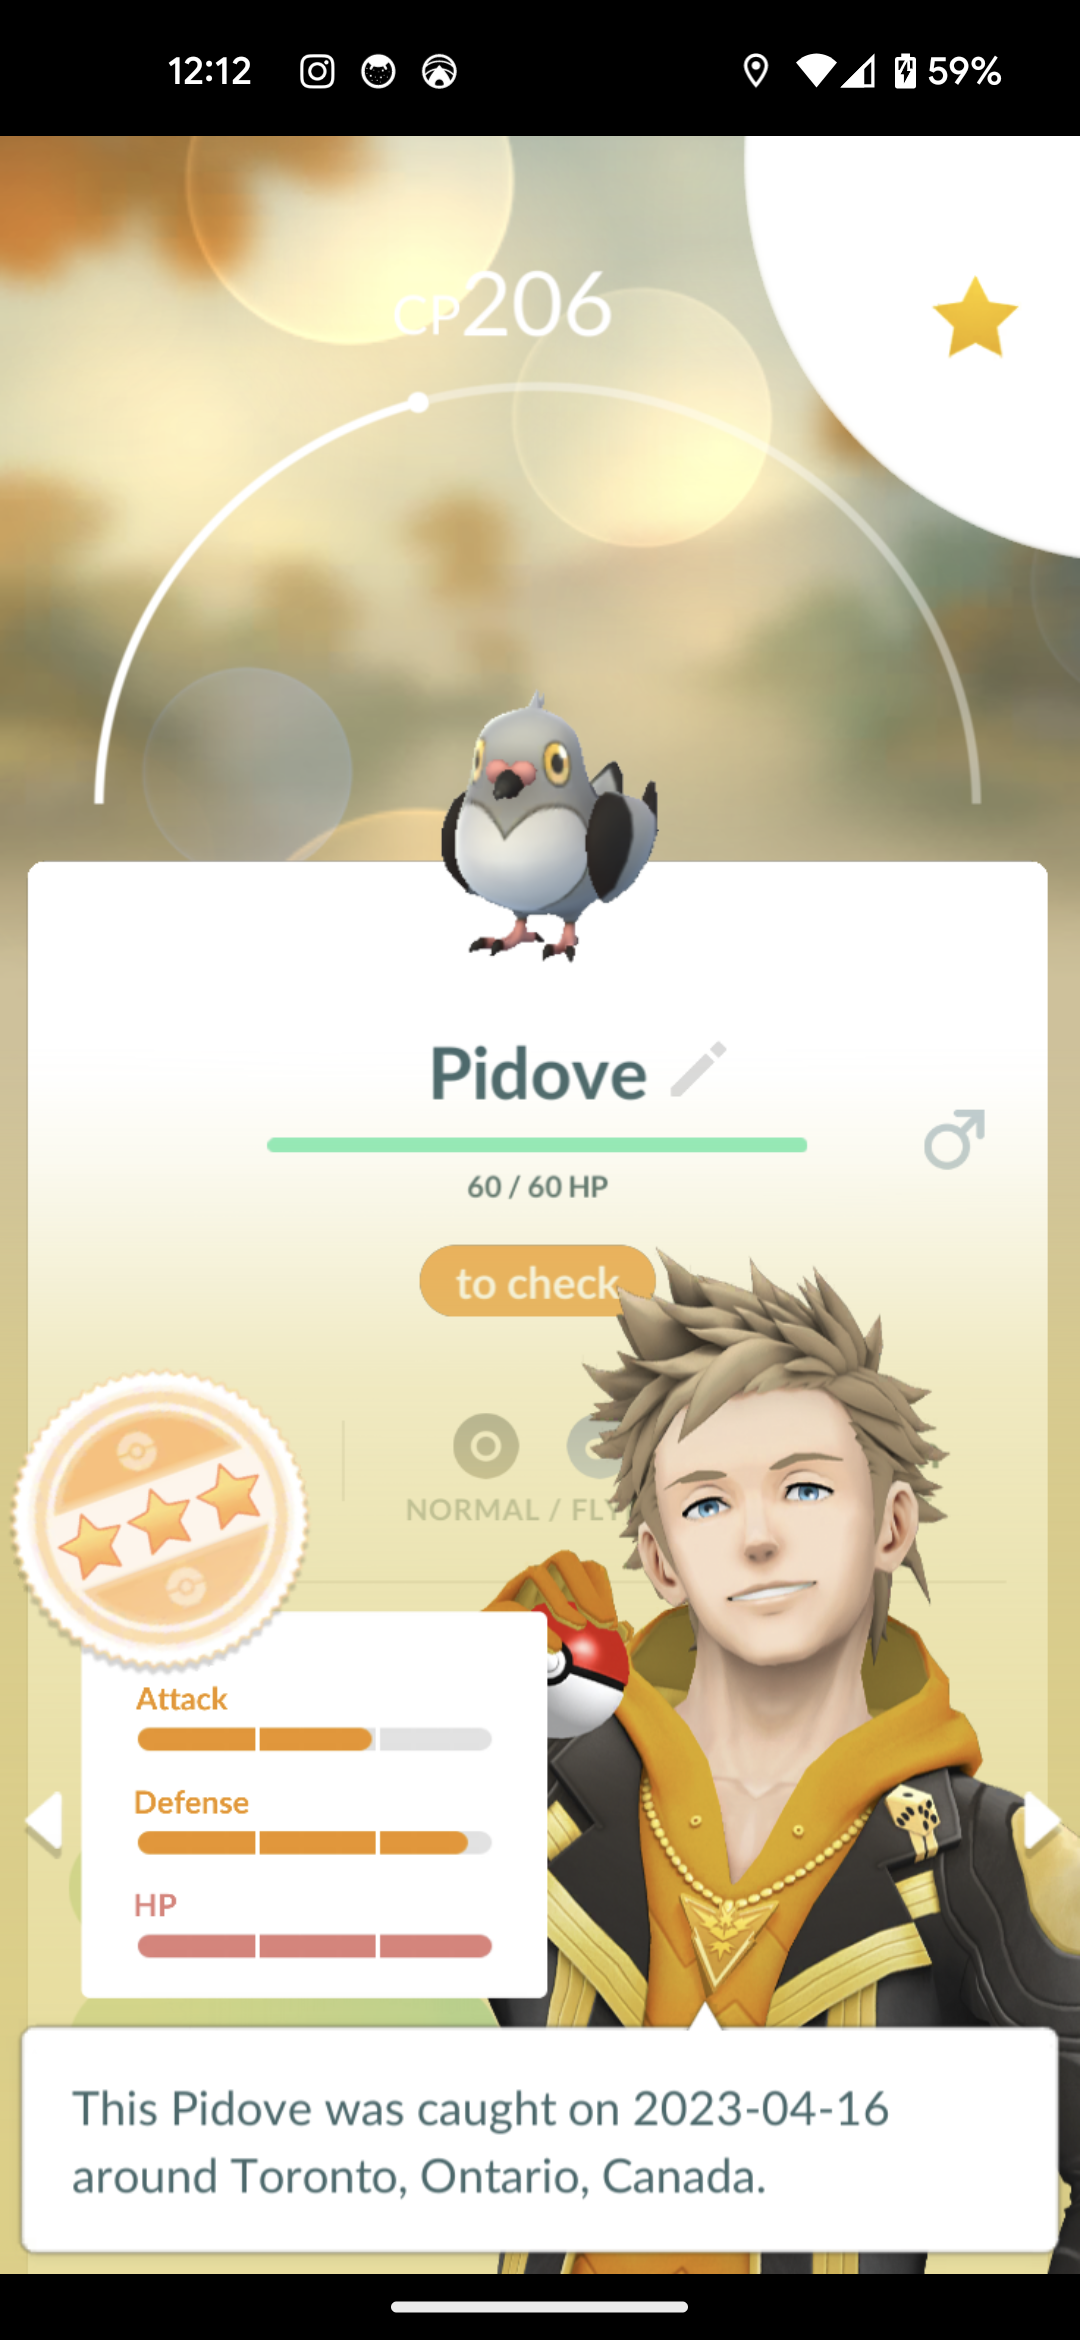 12:12
59%
CP206
Pidove
60 / 60 HP
to check
NORMAL / FLY
Attack
Defense
HP
This Pidove was caught on 2023-04-16
around Toronto, Ontario, Canada.